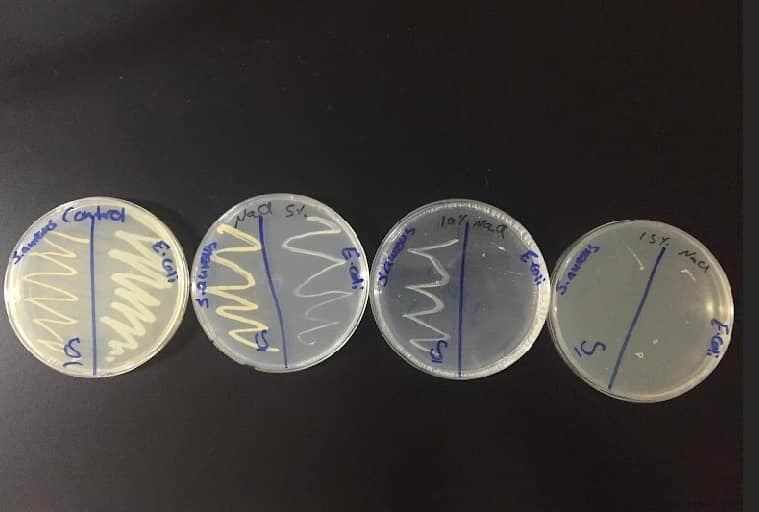 Control
S.aureus
E.Coli
S1
NaCl 5%
S.aureus
E.Coli
S1
10% NaCl
S.aureus
E.Coli
S1
15% NaCl
S.aureus
E.Coli
S1